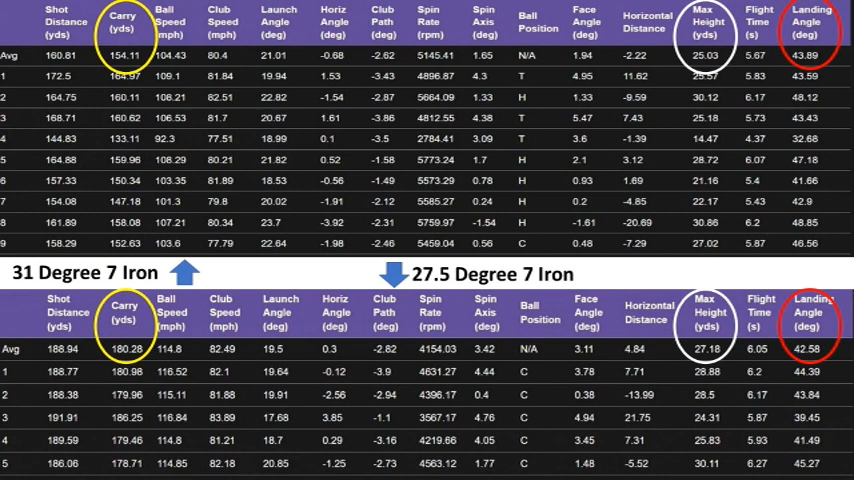 Shot Distance (yds) Carry (yds) Ball Speed (mph) Club Speed (mph) Launch Angle (deg) Horiz Angle (deg) Club Path (deg) Spin Rate (rpm) Spin Axis (deg) Ball Position Face Angle (deg) Horizontal Distance Max Height (yds) Flight Time (s) Landing Angle (deg)
Avg 160.81 154.11 104.43 80.4 21.01 -0.68 -2.62 5145.41 1.65 N/A 1.94 -2.22 25.03 5.67 43.89
1 172.5 164.97 109.1 81.84 19.94 1.53 -3.43 4896.87 4.3 T 4.95 11.62 25.57 5.83 43.59
2 164.75 160.11 108.21 82.51 22.82 -1.54 -2.87 5664.09 1.33 H 1.33 -9.59 30.12 6.17 48.12
3 168.71 160.62 106.53 81.7 20.67 1.61 -3.86 4812.55 4.38 T 5.47 7.43 25.18 5.73 43.43
4 144.83 133.11 92.3 77.51 18.99 0.1 -3.5 2784.41 3.09 T 3.6 -1.39 14.47 4.37 32.68
5 164.88 159.96 108.29 80.21 21.82 0.52 -1.58 5773.24 1.7 H 2.1 3.12 28.72 6.07 47.18
6 157.33 150.34 103.35 81.89 18.53 -0.56 -1.49 5573.29 0.78 H 0.93 1.69 21.16 5.4 41.66
7 154.08 147.18 101.3 79.8 20.02 -1.91 -2.12 5585.27 0.24 H 0.2 -4.85 22.17 5.43 42.9
8 161.89 158.08 107.21 80.34 23.7 -3.92 -2.31 5759.97 -1.54 H -1.61 -20.69 30.86 6.2 48.85
9 158.29 152.63 103.6 77.79 22.64 -1.98 -2.46 5459.04 0.56 C 0.48 -7.29 27.02 5.87 46.56
31 Degree 7 Iron 27.5 Degree 7 Iron
Shot Distance (yds) Carry (yds) Ball Speed (mph) Club Speed (mph) Launch Angle (deg) Horiz Angle (deg) Club Path (deg) Spin Rate (rpm) Spin Axis (deg) Ball Position Face Angle (deg) Horizontal Distance Max Height (yds) Flight Time (s) Landing Angle (deg)
Avg 188.94 180.28 114.8 82.49 19.5 0.3 -2.82 4154.03 3.42 N/A 3.11 4.84 27.18 6.05 42.58
1 188.77 180.98 116.52 82.1 19.64 -0.12 -3.9 4631.27 4.44 C 3.78 7.71 28.88 6.2 44.39
2 188.38 179.96 115.11 81.88 19.91 -2.56 -2.94 4396.17 0.4 C 0.38 -13.99 28.5 6.17 43.84
3 191.91 186.25 116.84 83.89 17.68 3.85 -1.1 3567.17 4.76 C 4.94 21.75 24.31 5.87 39.45
4 189.59 179.46 114.8 81.21 18.7 0.29 -3.16 4219.66 4.05 C 3.45 7.31 25.83 5.93 41.49
5 186.06 178.71 114.85 82.18 20.85 -1.25 -2.73 4563.12 1.77 C 1.48 -5.52 30.11 6.27 45.27